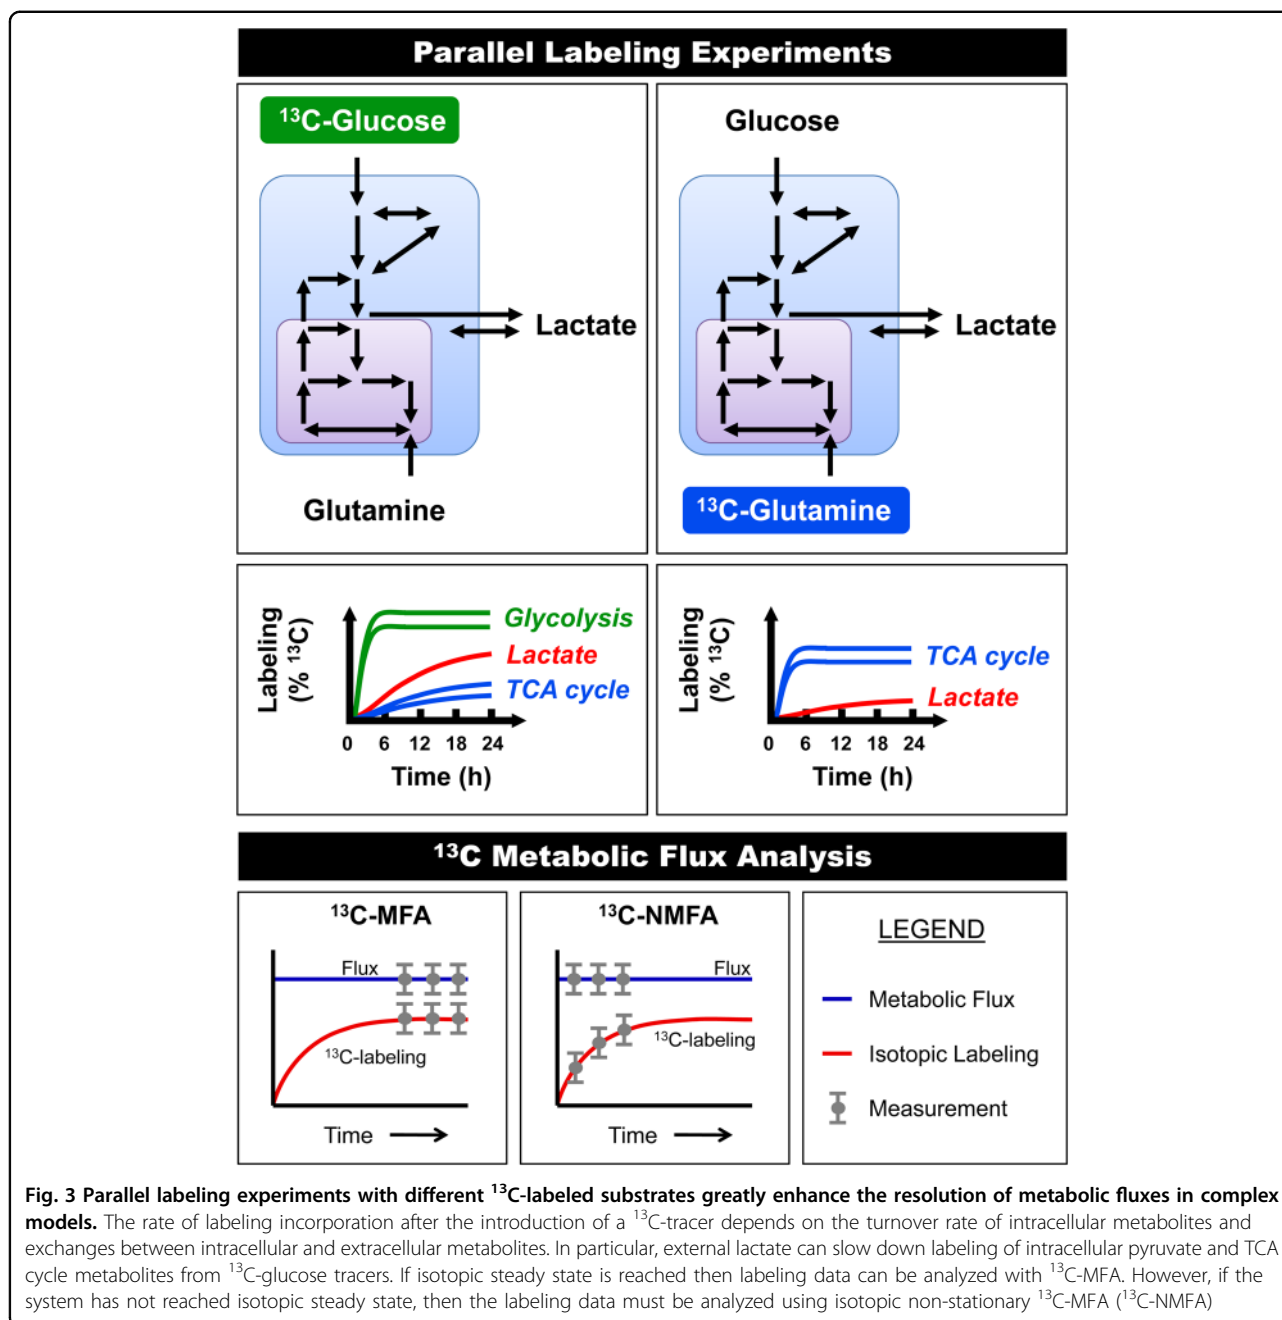 Parallel Labeling Experiments
¹³C-Glucose
Lactate
Glutamine
Glucose
Lactate
¹³C-Glutamine
Labeling
(% ¹³C)
Glycolysis
Lactate
TCA cycle
0 6 12 18 24
Time (h)
Labeling
(% ¹³C)
TCA cycle
Lactate
0 6 12 18 24
Time (h)
¹³C Metabolic Flux Analysis
¹³C-MFA
Flux
¹³C-labeling
Time
¹³C-NMFA
Flux
¹³C-labeling
Time
LEGEND
Metabolic Flux
Isotopic Labeling
Measurement
Fig. 3 Parallel labeling experiments with different ¹³C-labeled substrates greatly enhance the resolution of metabolic fluxes in complex
models. The rate of labeling incorporation after the introduction of a ¹³C-tracer depends on the turnover rate of intracellular metabolites and
exchanges between intracellular and extracellular metabolites. In particular, external lactate can slow down labeling of intracellular pyruvate and TCA
cycle metabolites from ¹³C-glucose tracers. If isotopic steady state is reached then labeling data can be analyzed with ¹³C-MFA. However, if the
system has not reached isotopic steady state, then the labeling data must be analyzed using isotopic non-stationary ¹³C-MFA (¹³C-NMFA)